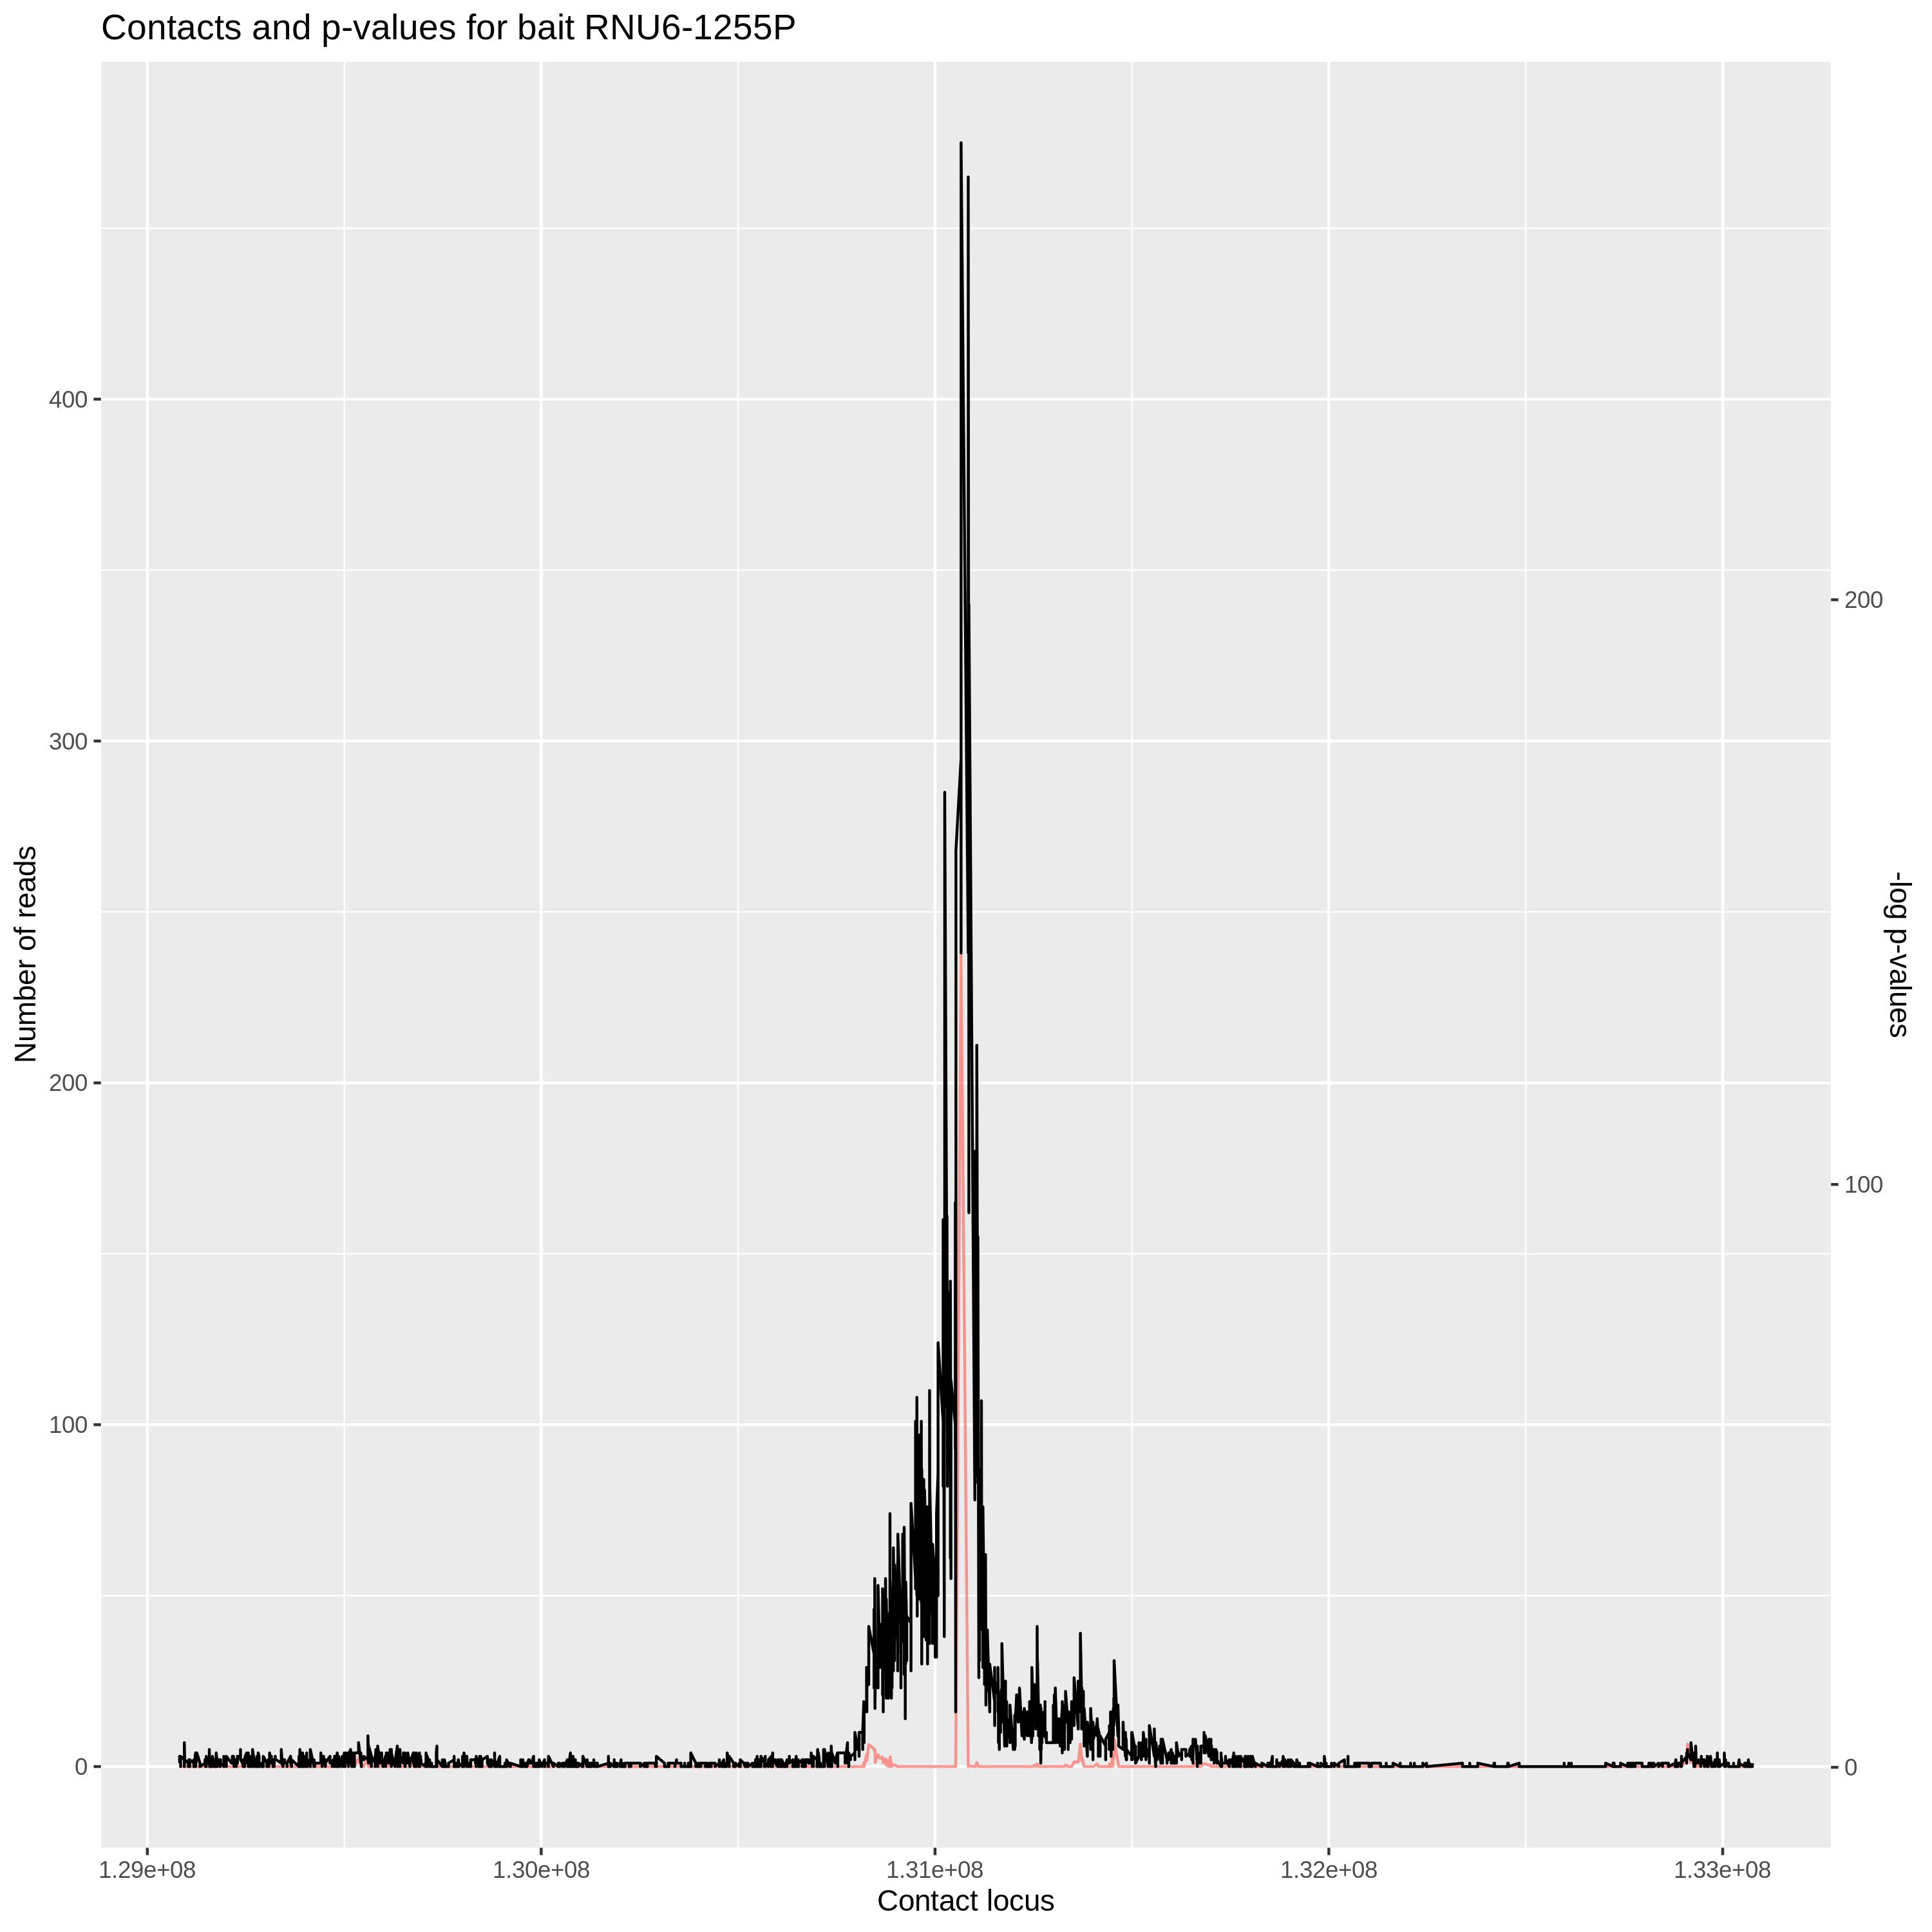 Contacts and p-values for bait RNU6-1255P
400
300
200
100
0
Number of reads
200
100
0
-log p-values
1.29e+08
1.30e+08
1.31e+08
1.32e+08
1.33e+08
Contact locus